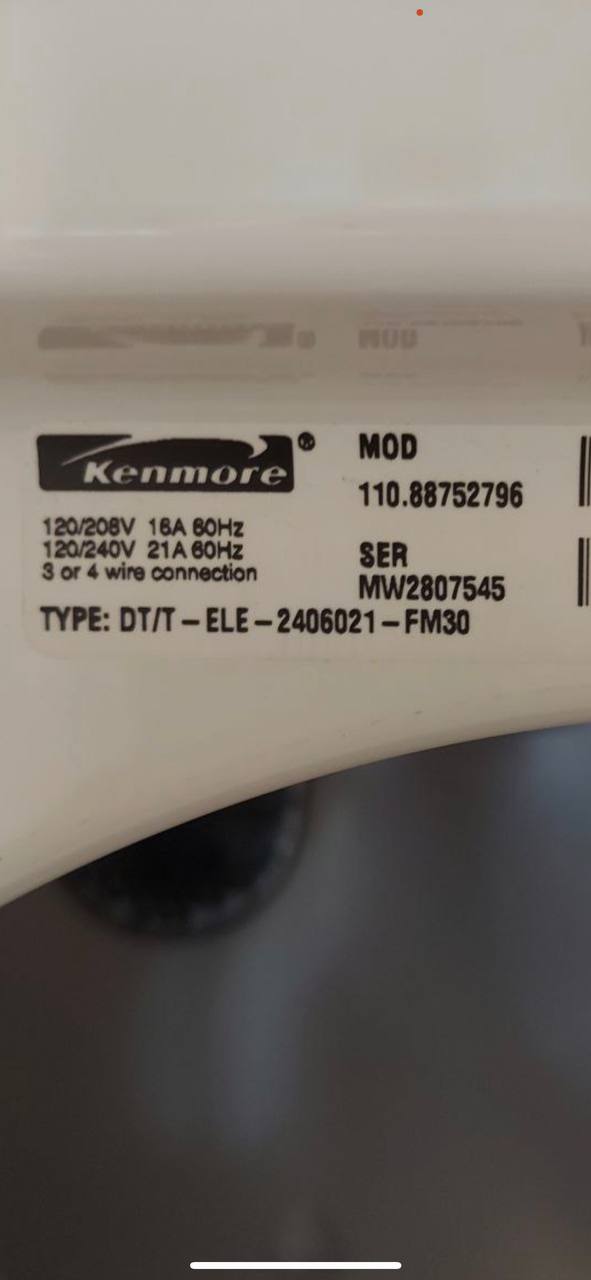 Kenmore®
120/208V 16A 60Hz
120/240V 21A 60Hz
3 or 4 wire connection
MOD
110.88752796
SER
MW2807545
TYPE: DT/T-ELE-2406021-FM30